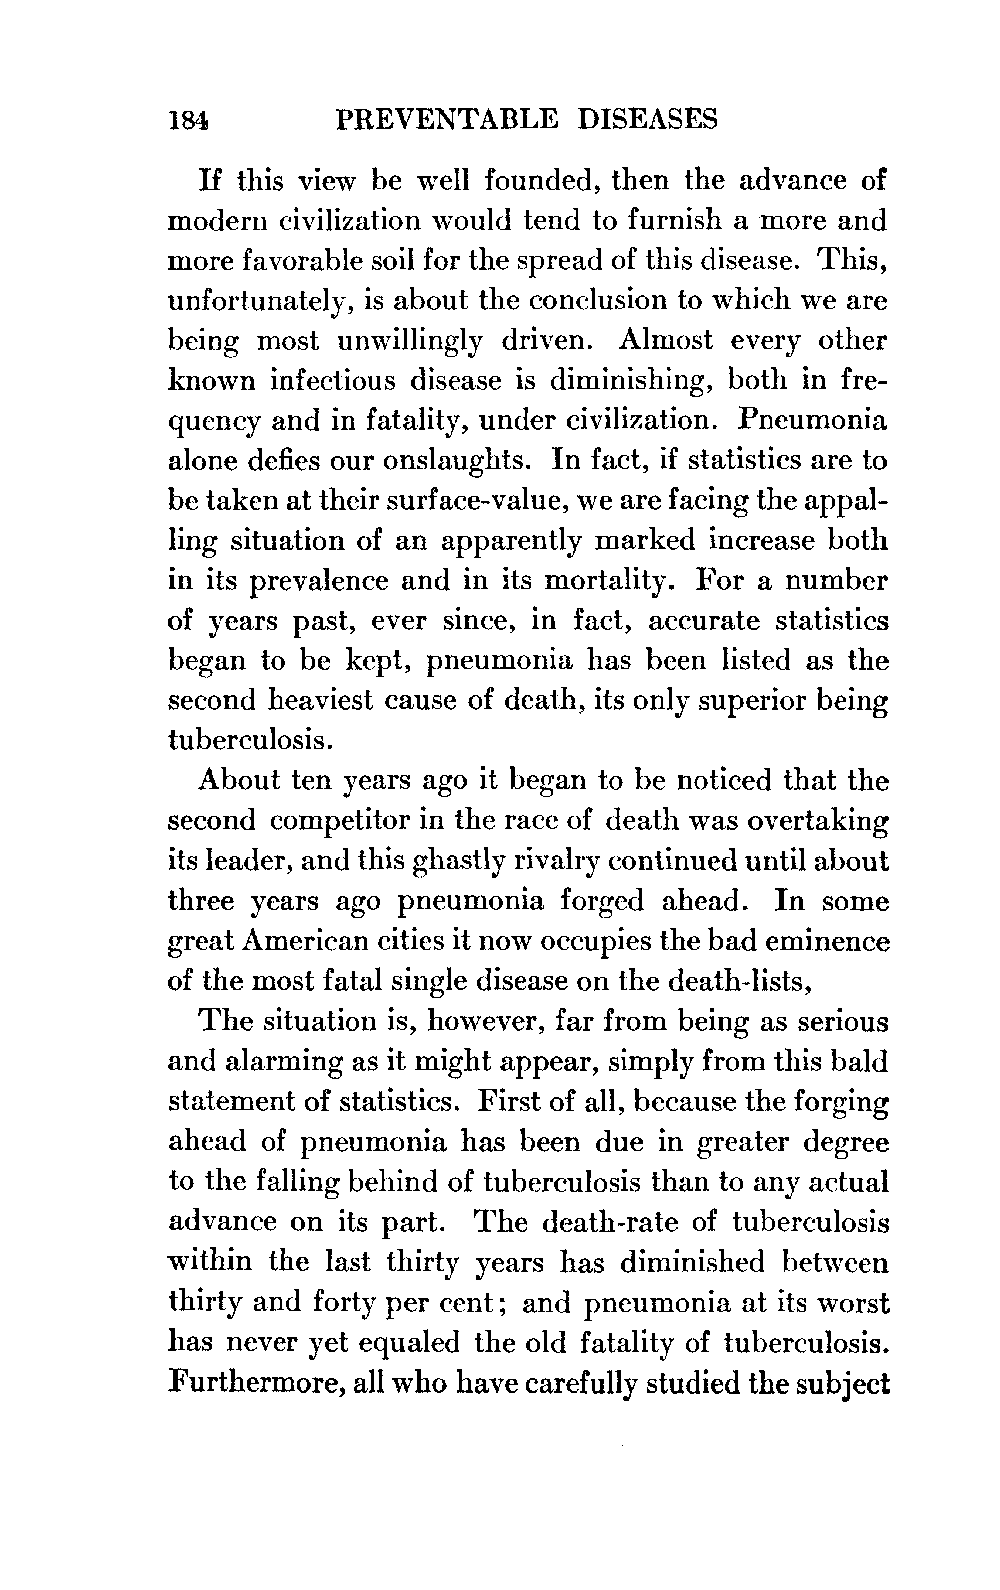 184 PREVENTABLE DISEASES
If this view be well founded, then the advance of
modern civilization would tend to furnish a more and
more favorable soil for the spread of this disease. This,
unfortunately, is about the conclusion to which we are
being most unwillingly driven. Almost every other
known infectious disease is diminishing, both in fre-
quency and in fatality, under civilization. Pneumonia
alone defies our onslaughts. In fact, if statistics are to
be taken at their surface-value, we are facing the appal-
ling situation of an apparently marked increase both
in its prevalence and in its mortality. For a number
of years past, ever since, in fact, accurate statistics
began to be kept, pneumonia has been listed as the
second heaviest cause of death, its only superior being
tuberculosis.
About ten years ago it began to be noticed that the
second competitor in the race of death was overtaking
its leader, and this ghastly rivalry continued until about
three years ago pneumonia forged ahead. In some
great American cities it now occupies the bad eminence
of the most fatal single disease on the death-lists,
The situation is, however, far from being as serious
and alarming as it might appear, simply from this bald
statement of statistics. First of all, because the forging
ahead of pneumonia has been due in greater degree
to the falling behind of tuberculosis than to any actual
advance on its part. The death-rate of tuberculosis
within the last thirty years has diminished between
thirty and forty per cent; and pneumonia at its worst
has never yet equaled the old fatality of tuberculosis.
Furthermore, all who have carefully studied the subject